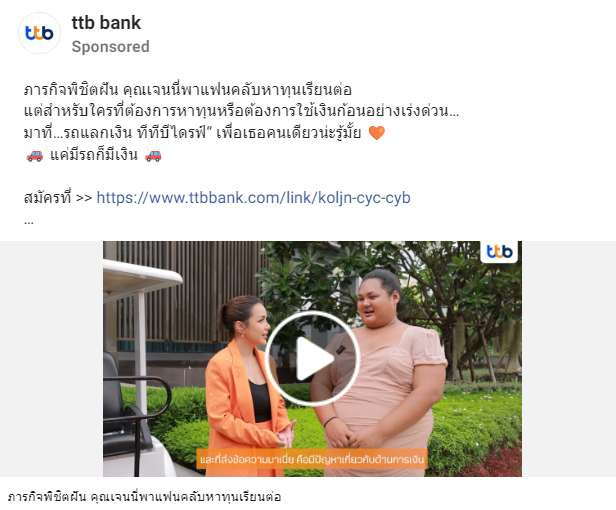 ttb
ttb bank
Sponsored
ภารกิจพิชิตฝัน คุณเจนนี่พาแฟนคลับหาทุนเรียนต่อ
แต่สำหรับใครที่ต้องการหาทุนหรือต้องการใช้เงินก้อนอย่างเร่งด่วน...
มาที่...รถแลกเงิน ทีทีบีไดรฟ์“ เพื่อเธอคนเดียวน่ะรู้มั้ย 🧡
🚗 แค่มีรถก็มีเงิน 🚗
สมัครที่ >> https://www.ttbbank.com/link/koljn-cyc-cyb
...
ttb
และที่ส่งข้อความมาเนี่ย คือมีปัญหาเกี่ยวกับด้านการเงิน
ภารกิจพิชิตฝัน คุณเจนนี่พาแฟนคลับหาทุนเรียนต่อ